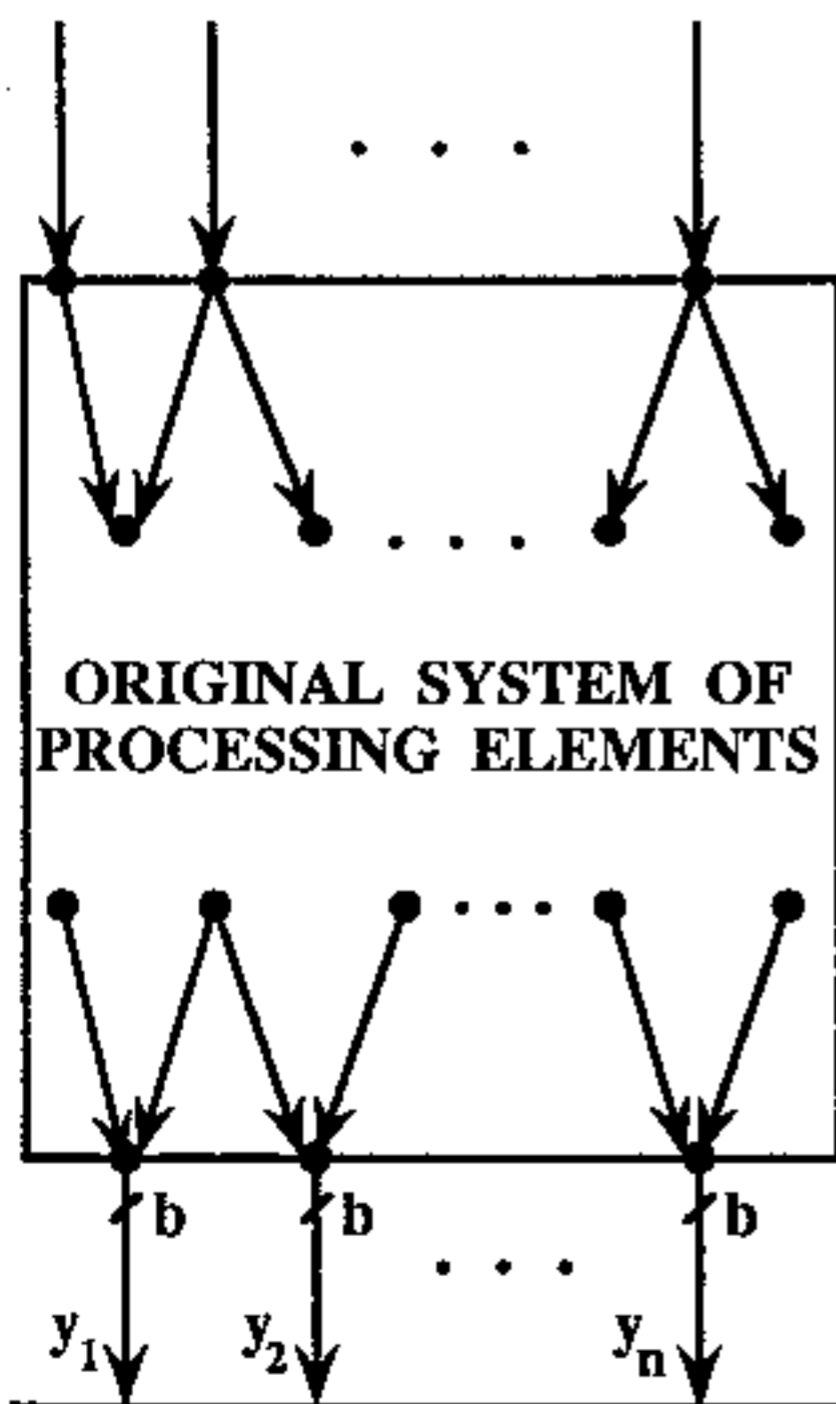 ORIGINAL SYSTEM OF
PROCESSING ELEMENTS
b b b
y1 y2 yn